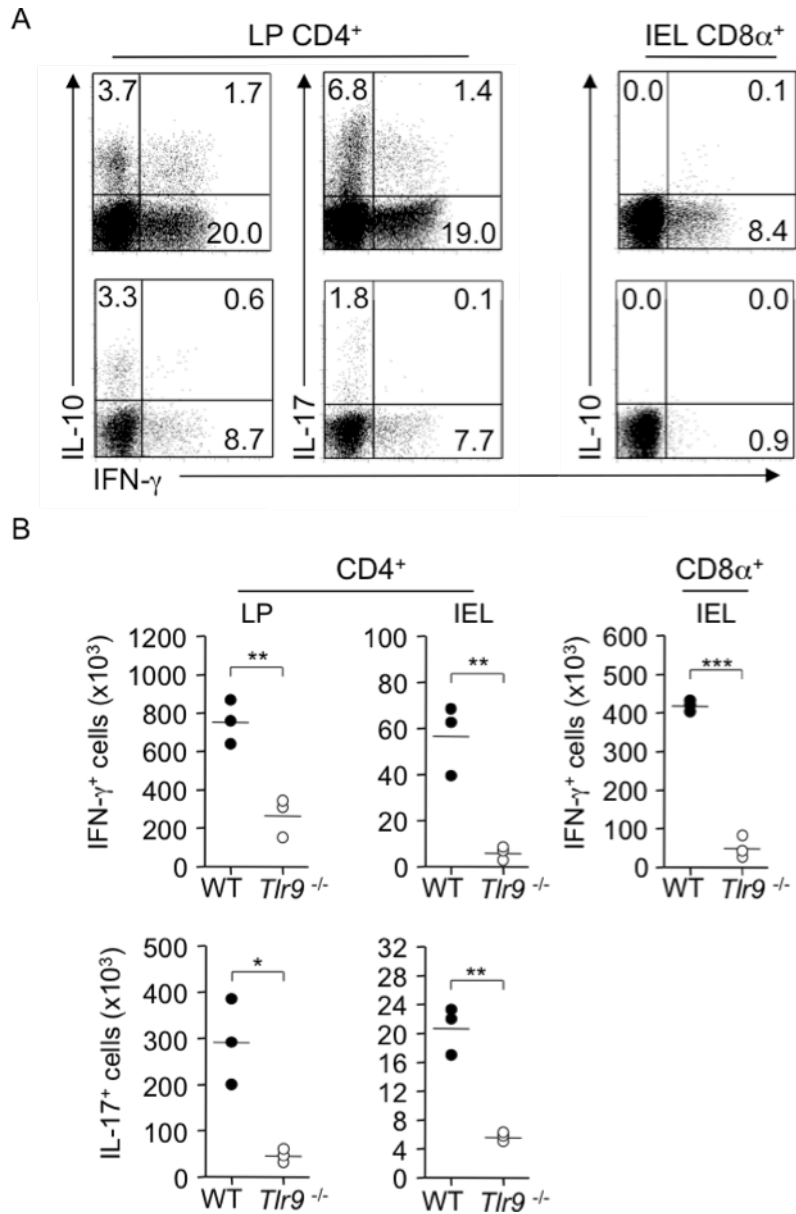 A
LP CD4+ IEL CD8α+
3.7 1.7 6.8 1.4 0.0 0.1
20.0 19.0 8.4
3.3 0.6 1.8 0.1 0.0 0.0
8.7 7.7 0.9
IL-10 IL-17 IL-10
IFN-γ
B
CD4+ CD8α+
LP IEL IEL
IFN-γ+ cells (x10³)
1200
1000
800
600
400
200
0
**
WT Tlr9 -/-
100
80
60
40
20
0
**
WT Tlr9 -/-
IFN-γ+ cells (x10³)
600
500
400
300
200
100
0
***
WT Tlr9 -/-
IL-17+ cells (x10³)
500
400
300
200
100
0
*
WT Tlr9 -/-
32
28
24
20
16
12
8
4
0
**
WT Tlr9 -/-